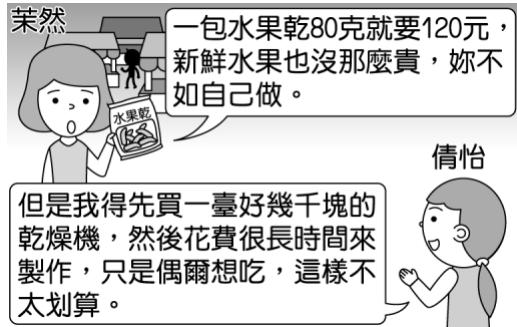 茉然
一包水果乾80克就要120元，
新鮮水果也沒那麼貴，妳不
如自己做。
水果乾
倩怡
但是我得先買一臺好幾千塊的
乾燥機，然後花費很長時間來
製作，只是偶爾想吃，這樣不
太划算。